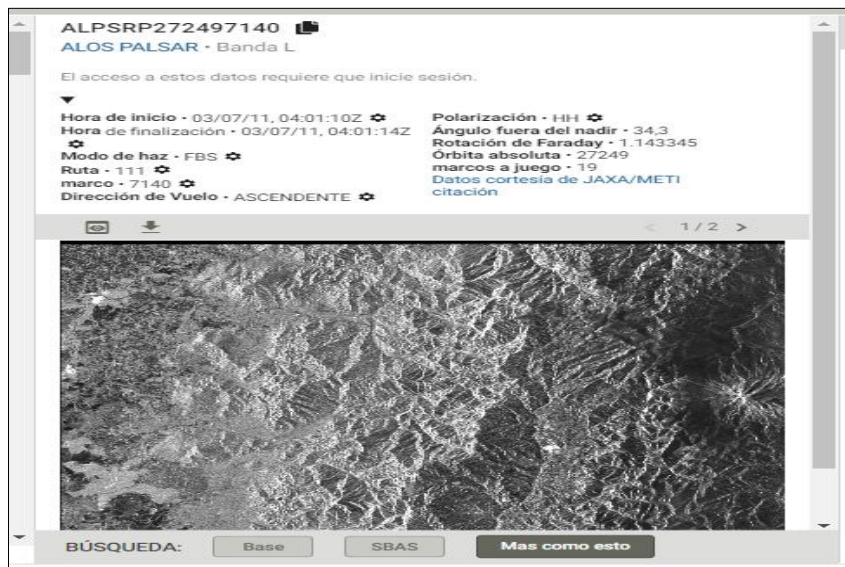 ALPSRP272497140
ALOS PALSAR • Banda L
El acceso a estos datos requiere que inicie sesión.
Hora de inicio • 03/07/11, 04:01:10Z
Hora de finalización • 03/07/11, 04:01:14Z
Modo de haz • FBS
Ruta • 111
marco • 7140
Dirección de Vuelo • ASCENDENTE
Polarización • HH
Ángulo fuera del nadir • 34,3
Rotación de Faraday • 1.143345
Órbita absoluta • 27249
marcos a juego • 19
Datos cortesía de JAXA/METI
citación
1 / 2
BÚSQUEDA:
Base
SBAS
Mas como esto